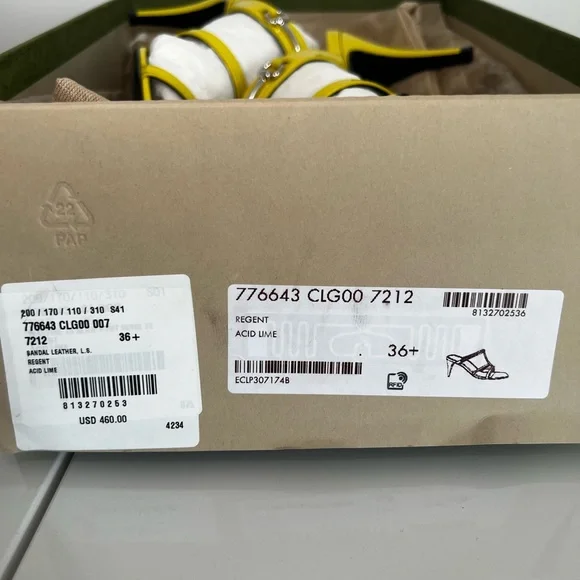 22
PAP
200 / 170 / 110 / 310 S41
776643 CLG00 007
7212 36+
SANDAL LEATHER, L.S.
REGENT
ACID LIME
813270253
USD 460.00
4234
776643 CLG00 7212
8132702536
REGENT
ACID LIME
. 36+
ECLP307174B
RFID